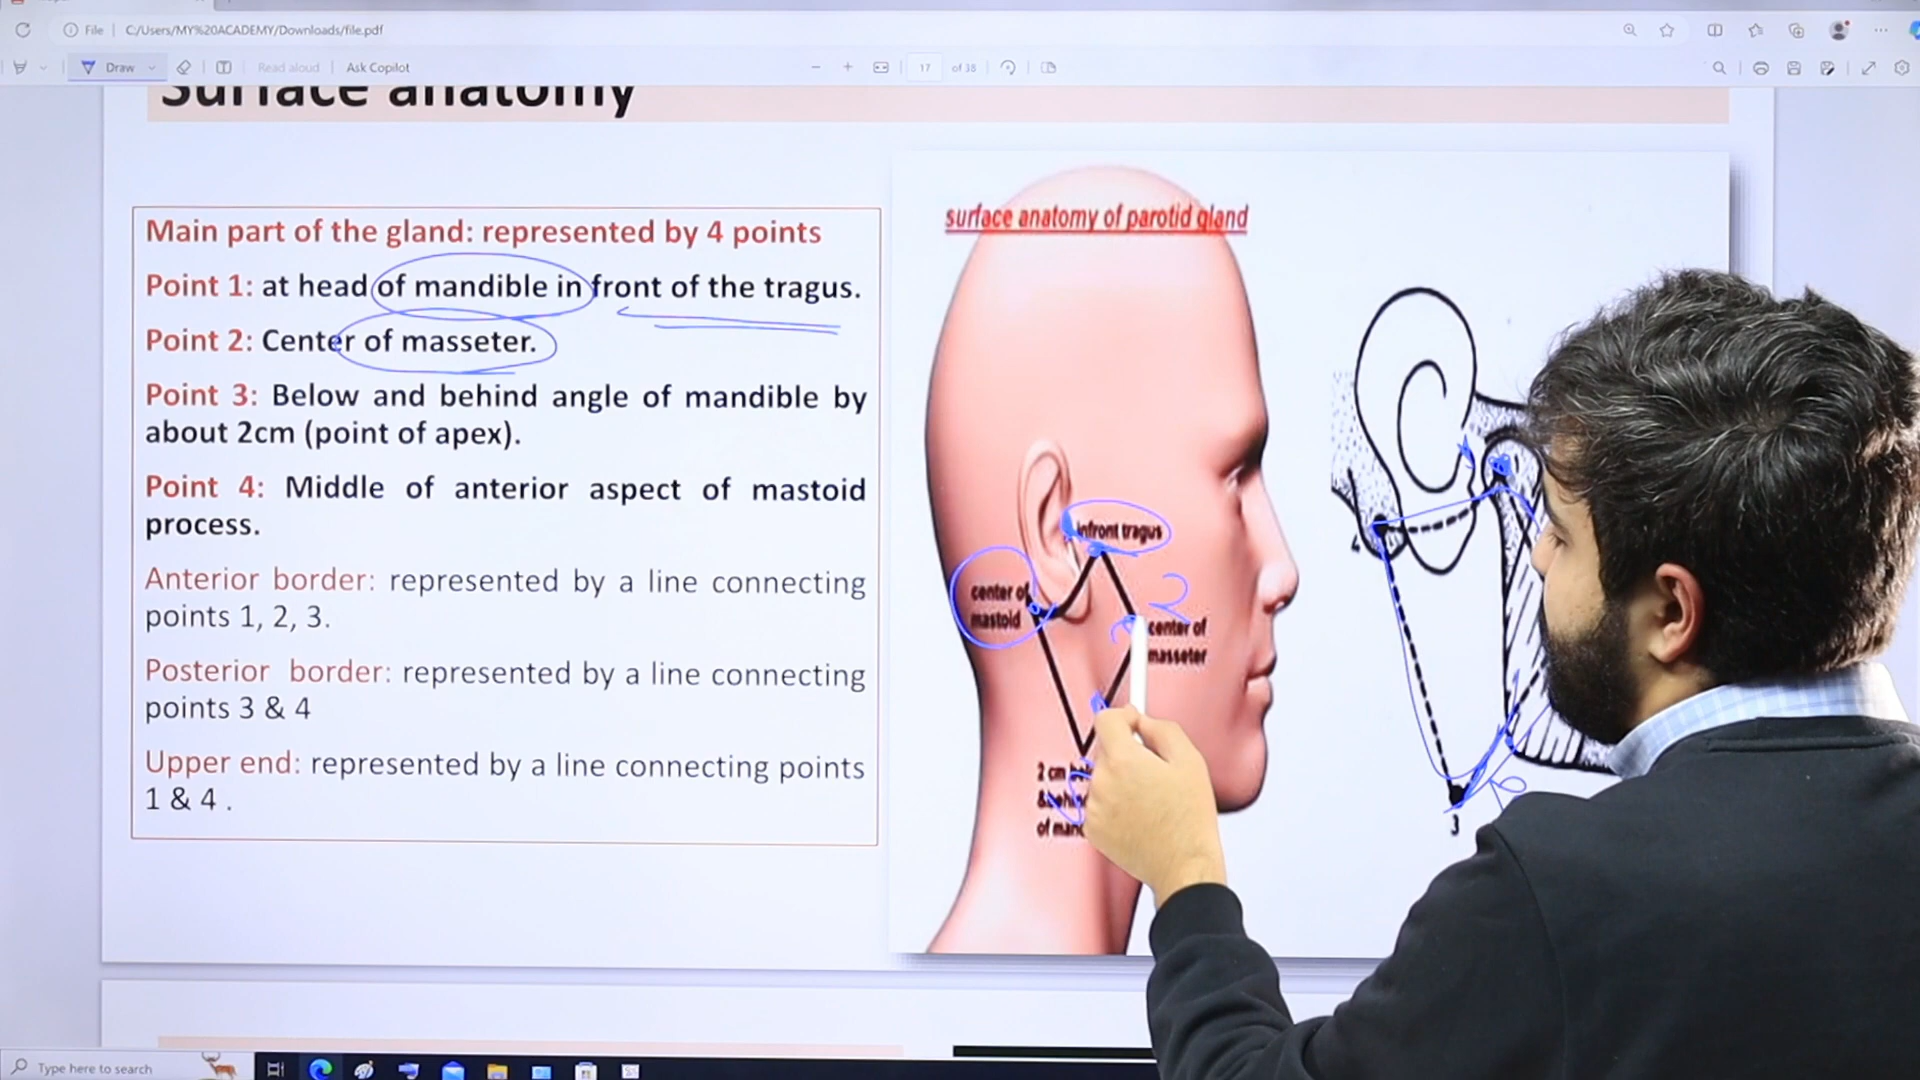 File
C:/Users/MY%20ACADEMY/Downloads/file.pdf
Draw
Read aloud
Ask Copilot
17
of 38
Surface anatomy
Main part of the gland: represented by 4 points
Point 1: at head of mandible in front of the tragus.
Point 2: Center of masseter.
Point 3: Below and behind angle of mandible by
about 2cm (point of apex).
Point 4: Middle of anterior aspect of mastoid
process.
Anterior border: represented by a line connecting
points 1, 2, 3.
Posterior border: represented by a line connecting
points 3 & 4
Upper end: represented by a line connecting points
1 & 4 .
surface anatomy of parotid gland
infront tragus
center of
mastoid
2
center of
masseter
2 cm
&behind
of
4
3
Type here to search